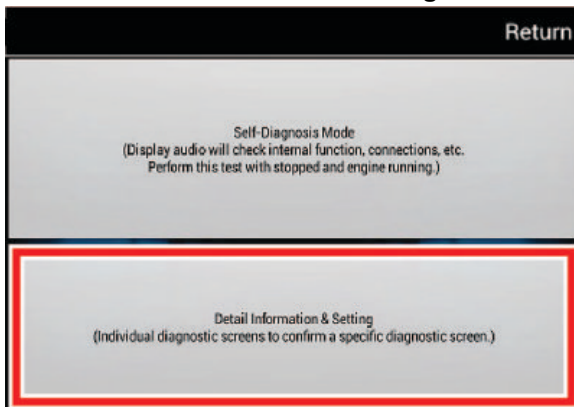 Return
Self-Diagnosis Mode
(Display audio will check internal function, connections, etc.
Perform this test with stopped and engine running.)
Detail Information & Setting
(Individual diagnostic screens to confirm a specific diagnostic screen.)